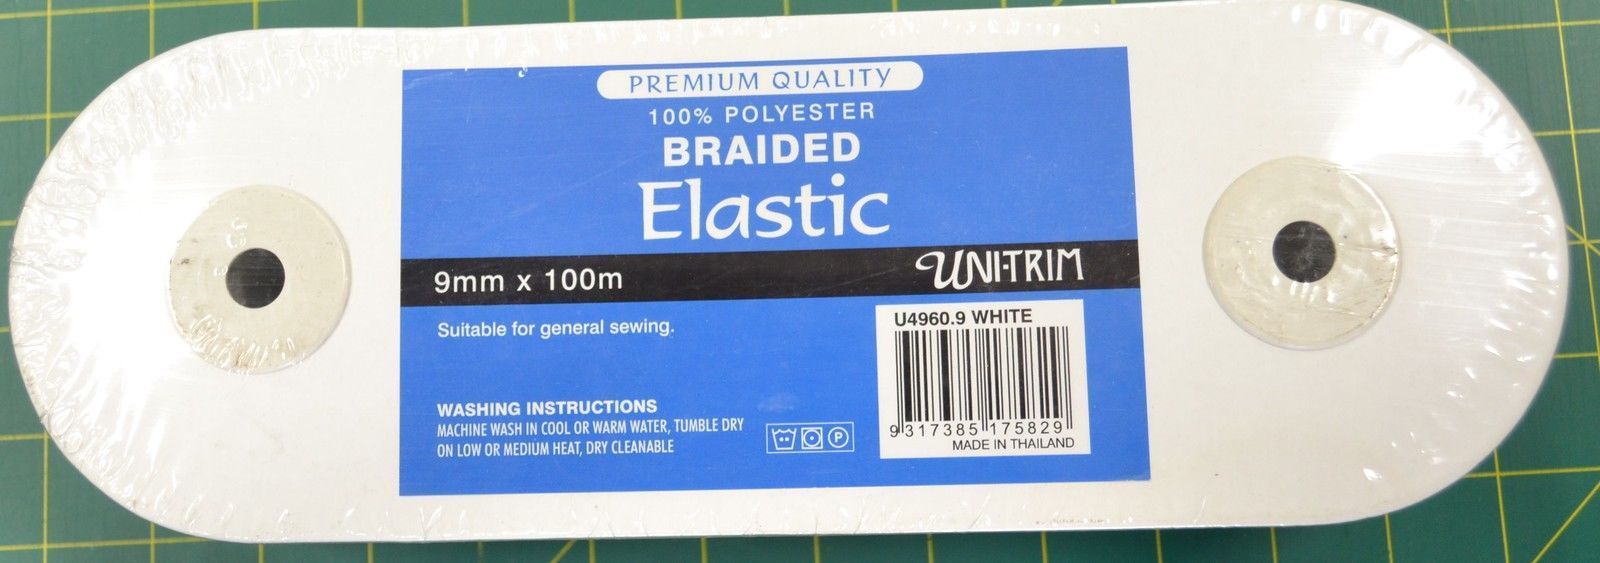 PREMIUM QUALITY
100% POLYESTER
BRAIDED
Elastic
9mm x 100m
UNI-TRIM
Suitable for general sewing.
U4960.9 WHITE
9 317385 175829
MADE IN THAILAND
WASHING INSTRUCTIONS
MACHINE WASH IN COOL OR WARM WATER, TUMBLE DRY
ON LOW OR MEDIUM HEAT, DRY CLEANABLE
P